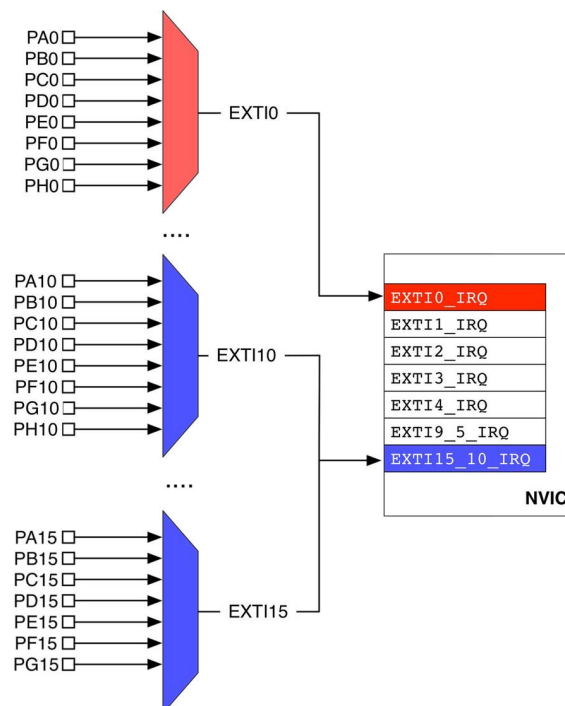 PA0
PB0
PC0
PD0
PE0
PF0
PG0
PH0
EXTI0
....
PA10
PB10
PC10
PD10
PE10
PF10
PG10
PH10
EXTI10
....
PA15
PB15
PC15
PD15
PE15
PF15
PG15
EXTI15
EXTI0_IRQ
EXTI1_IRQ
EXTI2_IRQ
EXTI3_IRQ
EXTI4_IRQ
EXTI9_5_IRQ
EXTI15_10_IRQ
NVIC